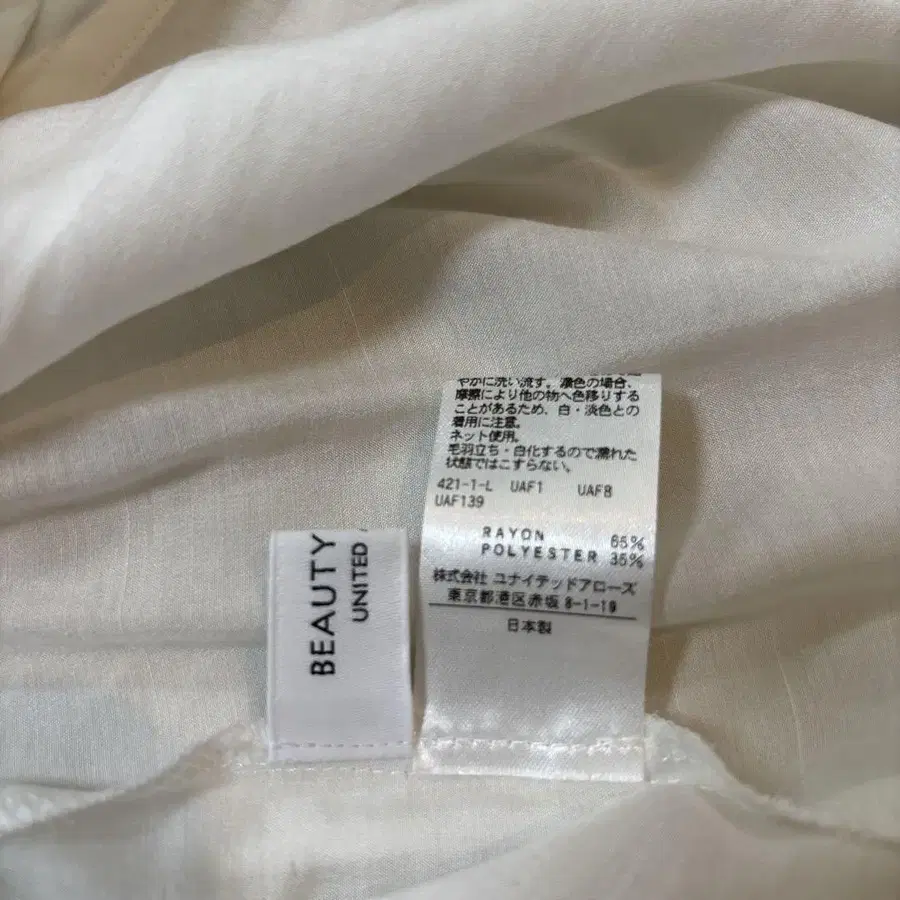 やかに洗い流す。濃色の場合、
摩擦により他の物へ色移りする
ことがあるため、白・淡色との
着用に注意。
ネット使用。
毛羽立ち・白化するので濡れた
状態ではこすらない。
421-1-L UAF1 UAF8
UAF139
RAYON 65%
POLYESTER 35%
株式会社 ユナイテッドアローズ
東京都港区赤坂 8-1-19
日本製
BEAUTY
UNITED